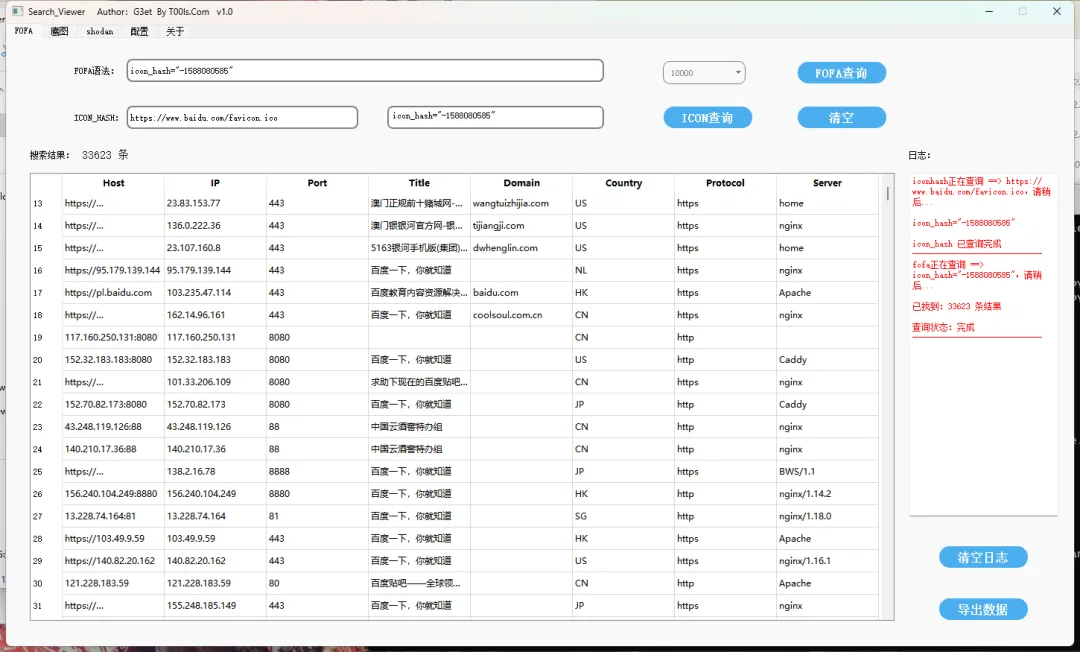 Search_Viewer Author: G3et By T00ls.Com v1.0
FOFA 鹰图 shodan 配置 关于
FOFA语法: icon_hash="-1588080585" 10000 FOFA查询
ICON_HASH: https://www.baidu.com/favicon.ico icon_hash="-1588080585" ICON查询 清空
搜索结果: 33623 条 日志:
Host IP Port Title Domain Country Protocol Server
13 https://... 23.83.153.77 443 澳门正规前十赌城网-... wangtuizhijia.com US https home
14 https://... 136.0.222.36 443 澳门银银河官方网-银... tijiangji.com US https nginx
15 https://... 23.107.160.8 443 5163银河手机版(集团)... dwhenglin.com US https home
16 https://95.179.139.144 95.179.139.144 443 百度一下，你就知道 NL https nginx
17 https://pl.baidu.com 103.235.47.114 443 百度教育内容资源解决... baidu.com HK https Apache
18 https://... 162.14.96.161 443 coolsoul.com.cn CN https nginx
19 117.160.250.131:8080 117.160.250.131 8080 CN http
20 152.32.183.183:8080 152.32.183.183 8080 百度一下，你就知道 US http Caddy
21 https://... 101.33.206.109 8080 求助下现在的百度贴吧... CN https nginx
22 152.70.82.173:8080 152.70.82.173 8080 百度一下，你就知道 JP http Caddy
23 43.248.119.126:88 43.248.119.126 88 中国云酒窖特办组 CN http nginx
24 140.210.17.36:88 140.210.17.36 88 中国云酒窖特办组 CN http nginx
25 https://... 138.2.16.78 8888 百度一下，你就知道 JP https BWS/1.1
26 156.240.104.249:8880 156.240.104.249 8880 百度一下，你就知道 HK http nginx/1.14.2
27 13.228.74.164:81 13.228.74.164 81 百度一下，你就知道 SG http nginx/1.18.0
28 https://103.49.9.59 103.49.9.59 443 百度一下，你就知道 HK https Apache
29 https://140.82.20.162 140.82.20.162 443 百度一下，你就知道 US https nginx/1.16.1
30 121.228.183.59 121.228.183.59 80 百度贴吧——全球领... CN http Apache
31 https://... 155.248.185.149 443 百度一下，你就知道 JP https nginx
iconhash正在查询 ==> https://
www.baidu.com/favicon.ico，请稍
后...
icon_hash="-1588080585"
icon_hash 已查询完成
fofa正在查询 ==>
icon_hash="-1588080585"，请稍
后...
已找到: 33623 条结果
查询状态: 完成
清空日志
导出数据